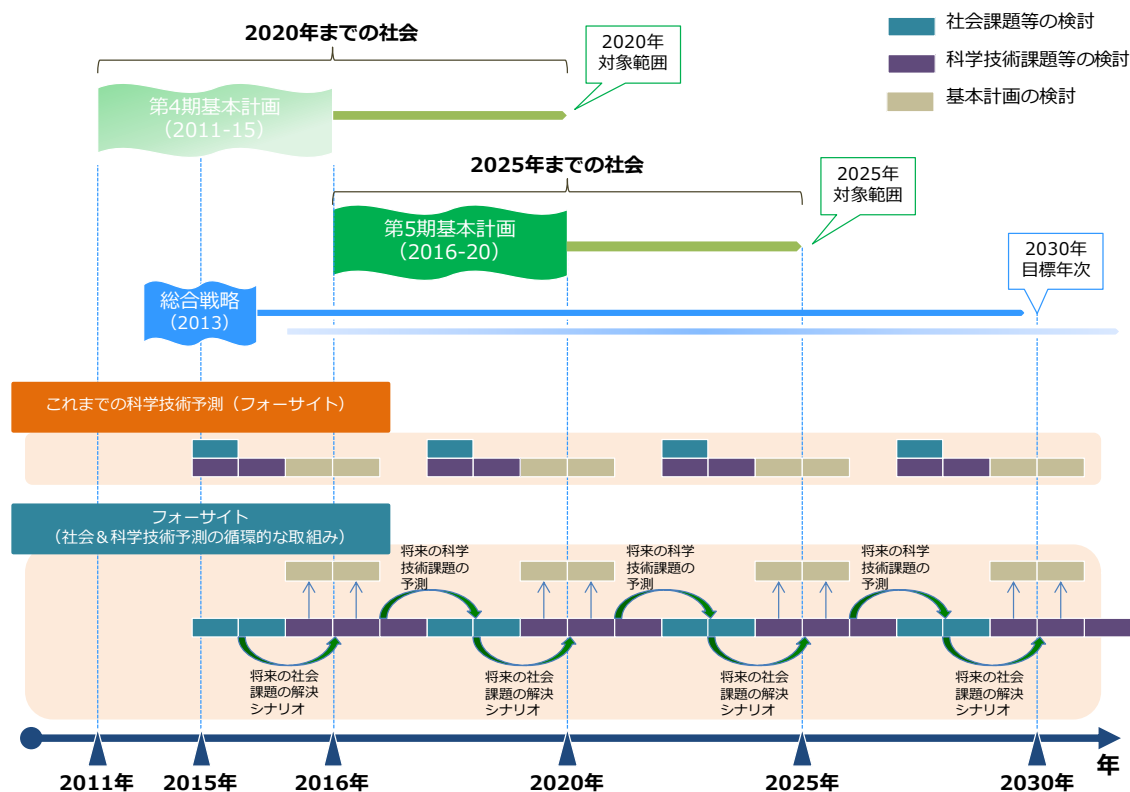 2020年までの社会
2020年
対象範囲
社会課題等の検討
科学技術課題等の検討
基本計画の検討
第4期基本計画
（2011-15）
2025年までの社会
2025年
対象範囲
第5期基本計画
(2016-20)
2030年
目標年次
総合戦略
（2013）
これまでの科学技術予測（フォーサイト）
フォーサイト
（社会＆科学技術予測の循環的な取組み）
将来の科学
技術課題の
予測
将来の科学
技術課題の
予測
将来の科学
技術課題の
予測
将来の社会
課題の解決
シナリオ
将来の社会
課題の解決
シナリオ
将来の社会
課題の解決
シナリオ
将来の社会
課題の解決
シナリオ
年
2011年
2015年
2016年
2020年
2025年
2030年